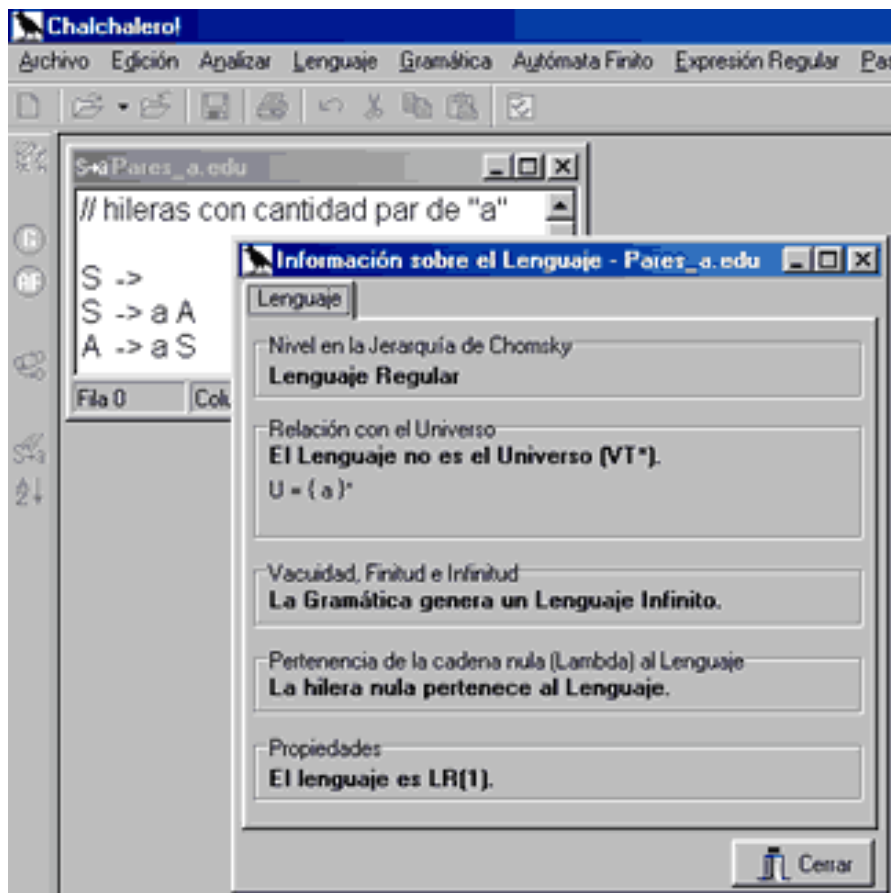 Chalchalero!
Archivo Edición Analizar Lenguaje Gramática Autómata Finito Expresión Regular Pas
S→a Pares_a.edu
// hileras con cantidad par de "a"
S ->
S -> a A
A -> a S
Fila 0 Colu
Información sobre el Lenguaje - Pares_a.edu
Lenguaje
Nivel en la Jerarquía de Chomsky
Lenguaje Regular
Relación con el Universo
El Lenguaje no es el Universo (VT*).
U = { a }*
Vacuidad, Finitud e Infinitud
La Gramática genera un Lenguaje Infinito.
Pertenencia de la cadena nula (Lambda) al Lenguaje
La hilera nula pertenece al Lenguaje.
Propiedades
El lenguaje es LR(1).
Cerrar
G
AF
S→a